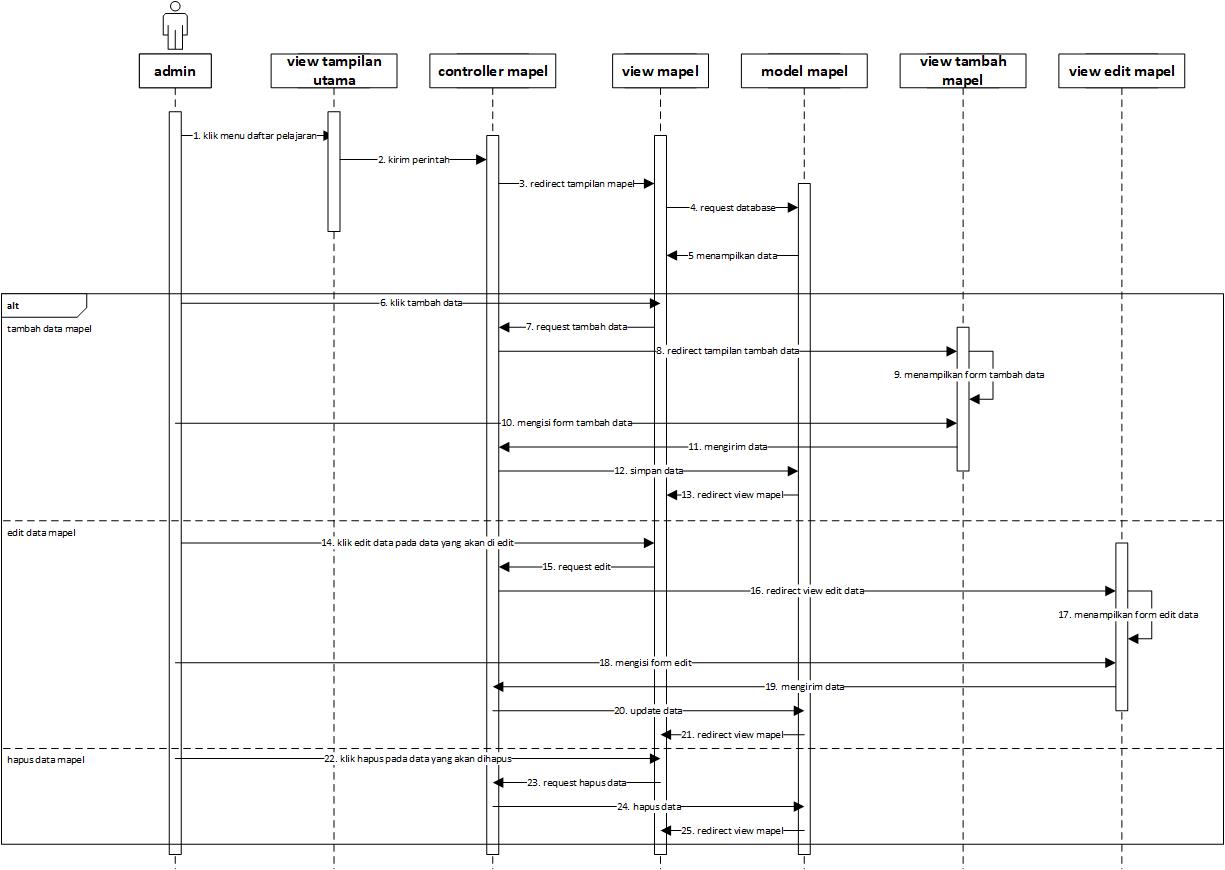 admin
view tampilan
utama
controller mapel
view mapel
model mapel
view tambah
mapel
view edit mapel
1. klik menu daftar pelajaran
2. kirim perintah
3. redirect tampilan mapel
4. request database
5 menampilkan data
alt
6. klik tambah data
tambah data mapel
7. request tambah data
8. redirect tampilan tambah data
9. menampilkan form tambah data
10. mengisi form tambah data
11. mengirim data
12. simpan data
13. redirect view mapel
edit data mapel
14. klik edit data pada data yang akan di edit
15. request edit
16. redirect view edit data
17. menampilkan form edit data
18. mengisi form edit
19. mengirim data
20. update data
21. redirect view mapel
hapus data mapel
22. klik hapus pada data yang akan dihapus
23. request hapus data
24. hapus data
25. redirect view mapel